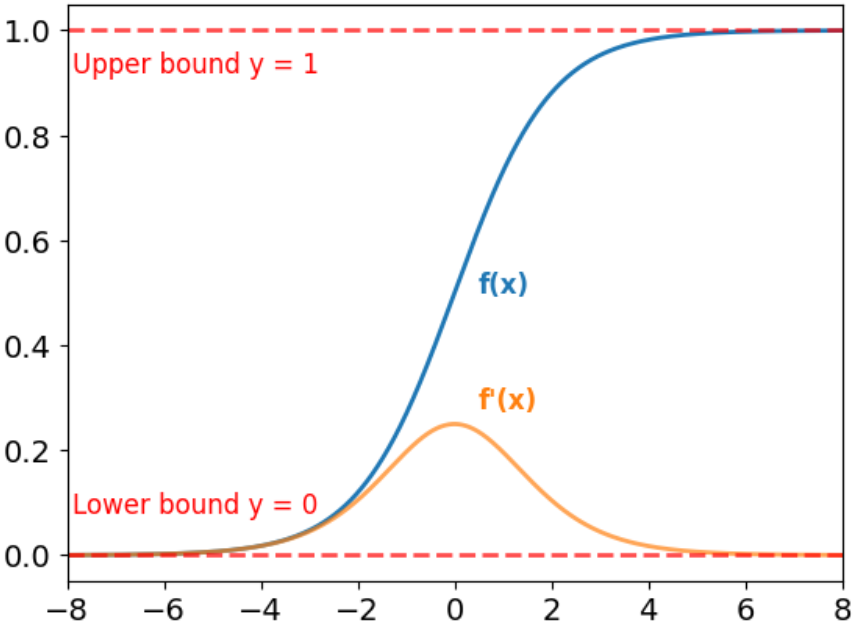 1.0
Upper bound y = 1
0.8
0.6
f(x)
0.4
f'(x)
0.2
Lower bound y = 0
0.0
−8 −6 −4 −2 0 2 4 6 8